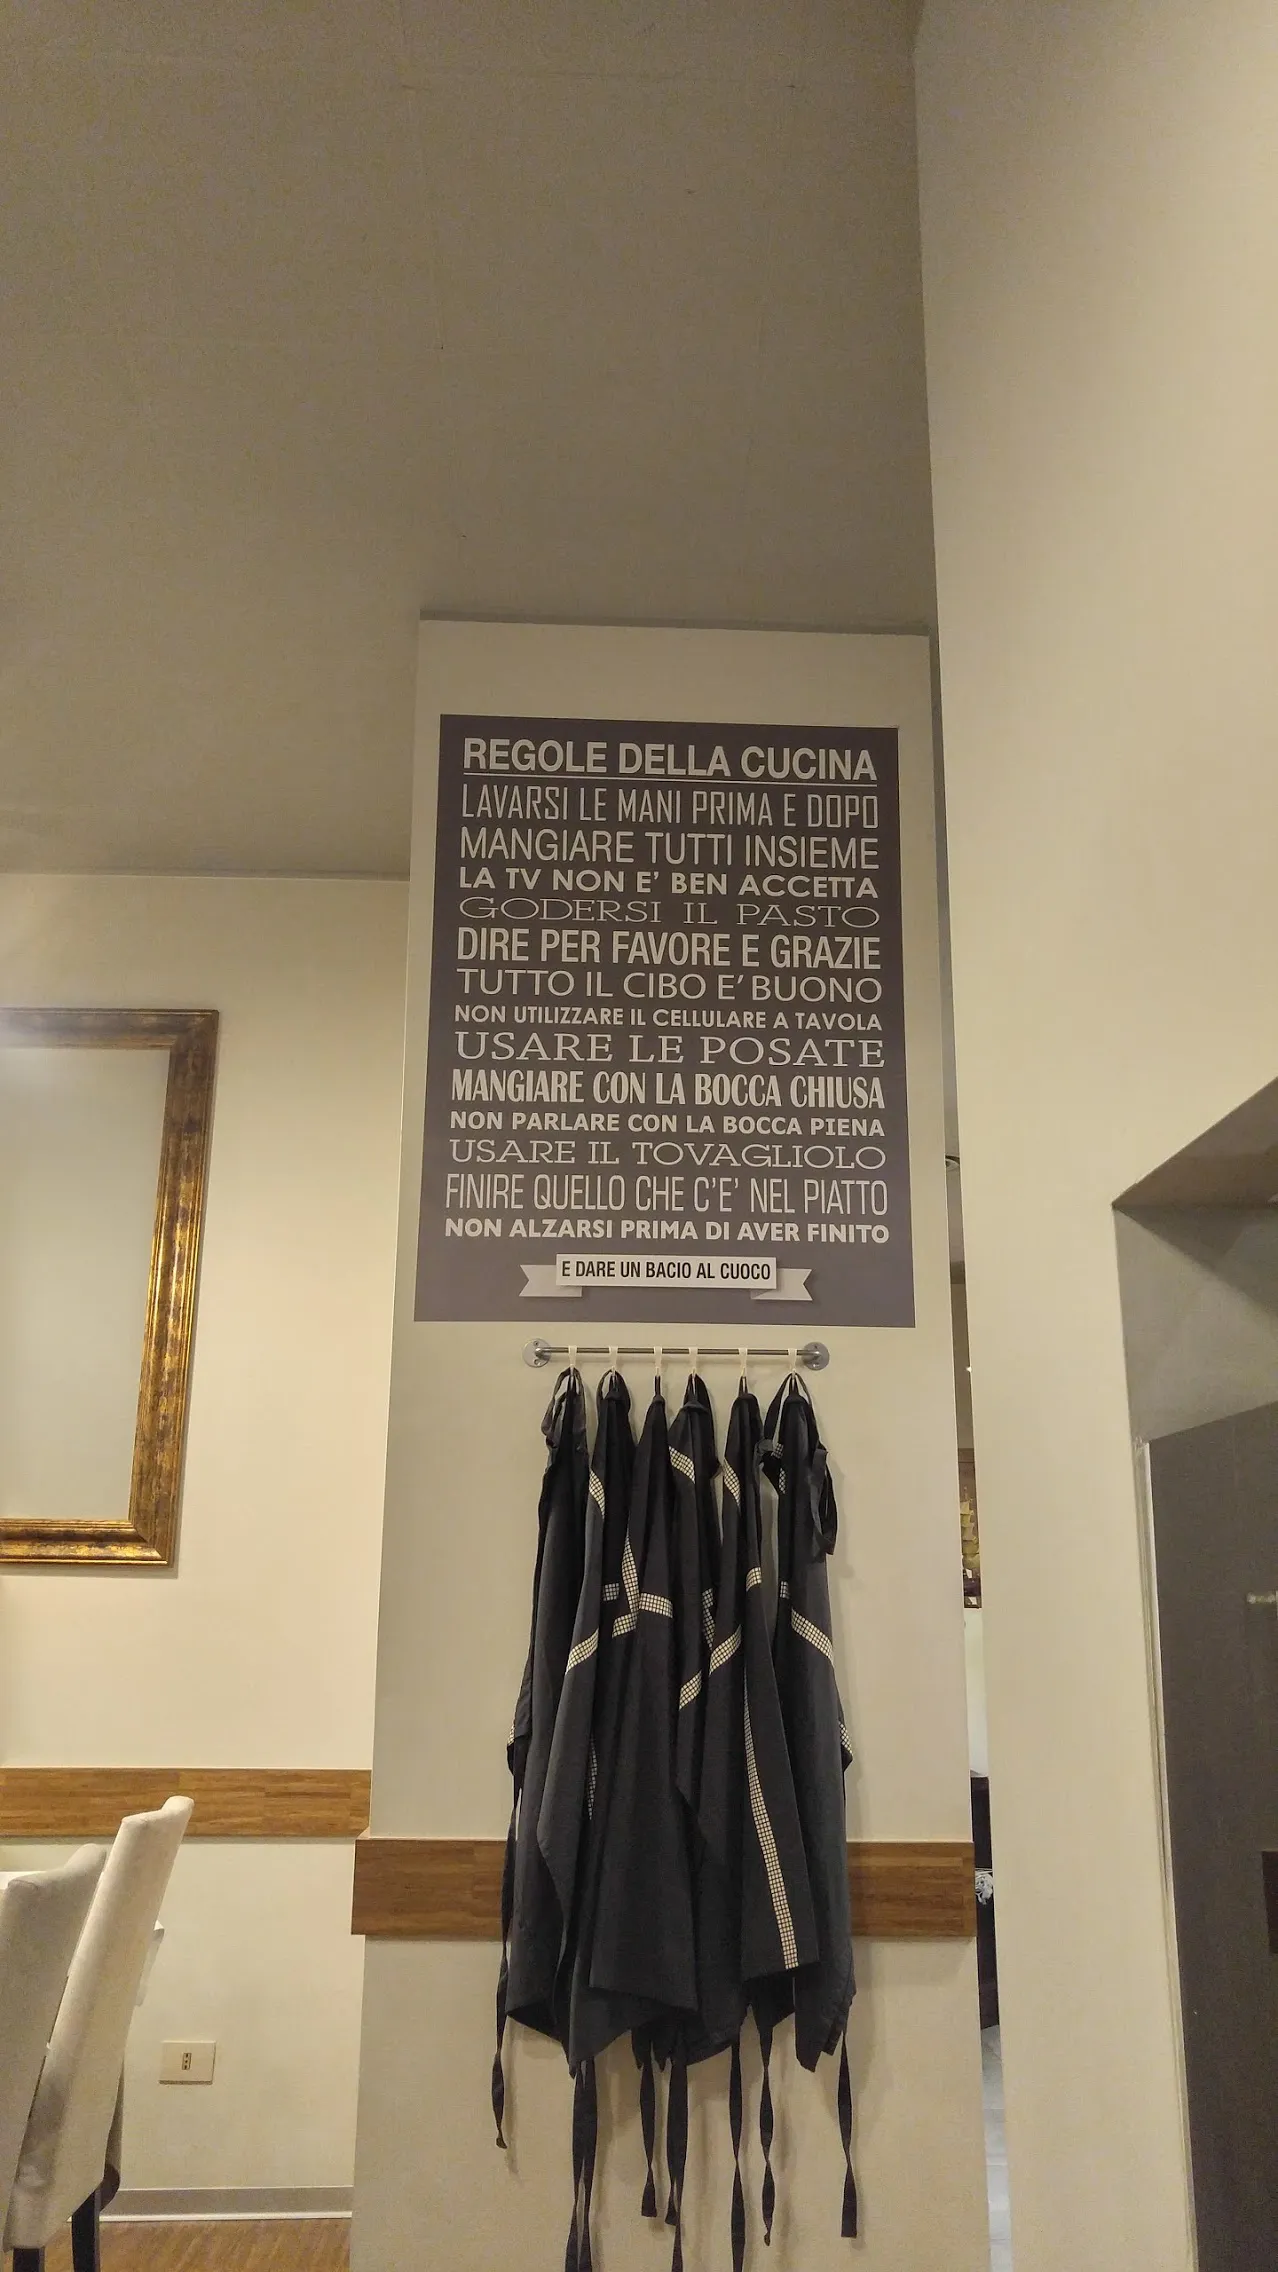 REGOLE DELLA CUCINA
LAVARSI LE MANI PRIMA E DOPO
MANGIARE TUTTI INSIEME
LA TV NON E' BEN ACCETTA
GODERSI IL PASTO
DIRE PER FAVORE E GRAZIE
TUTTO IL CIBO E' BUONO
NON UTILIZZARE IL CELLULARE A TAVOLA
USARE LE POSATE
MANGIARE CON LA BOCCA CHIUSA
NON PARLARE CON LA BOCCA PIENA
USARE IL TOVAGLIOLO
FINIRE QUELLO CHE C'E' NEL PIATTO
NON ALZARSI PRIMA DI AVER FINITO
E DARE UN BACIO AL CUOCO